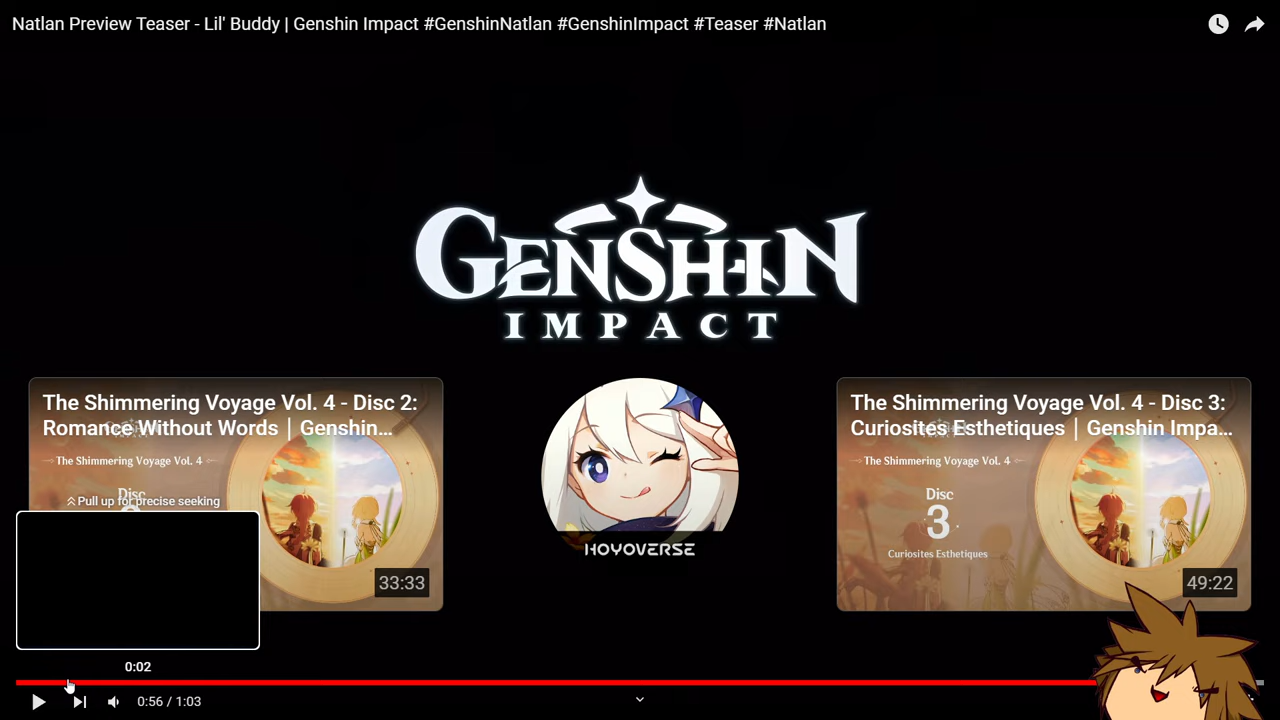 Natlan Preview Teaser - Lil' Buddy | Genshin Impact #GenshinNatlan #GenshinImpact #Teaser #Natlan
GENSHIN
IMPACT
The Shimmering Voyage Vol. 4 - Disc 2:
Romance Without Words | Genshin...
The Shimmering Voyage Vol. 4
Disc
Pull up for precise seeking
33:33
HOYOVERSE
The Shimmering Voyage Vol. 4 - Disc 3:
Curiosites Esthetiques | Genshin Impa...
The Shimmering Voyage Vol. 4
Disc
3
Curiosites Esthetiques
49:22
0:02
0:56 / 1:03